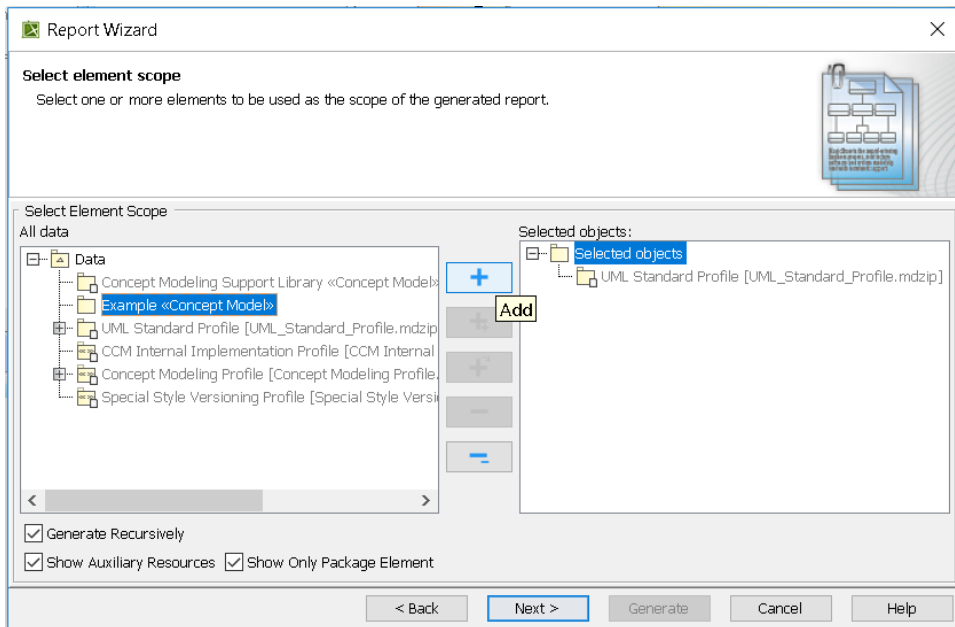 Report Wizard
Select element scope
Select one or more elements to be used as the scope of the generated report.
Select Element Scope
All data
Data
Concept Modeling Support Library «Concept Model»
Example «Concept Model»
UML Standard Profile [UML_Standard_Profile.mdzip
CCM Internal Implementation Profile [CCM Internal
Concept Modeling Profile [Concept Modeling Profile.
Special Style Versioning Profile [Special Style Versi
Add
Selected objects:
Selected objects
UML Standard Profile [UML_Standard_Profile.mdzip]
Generate Recursively
Show Auxiliary Resources Show Only Package Element
< Back Next > Generate Cancel Help